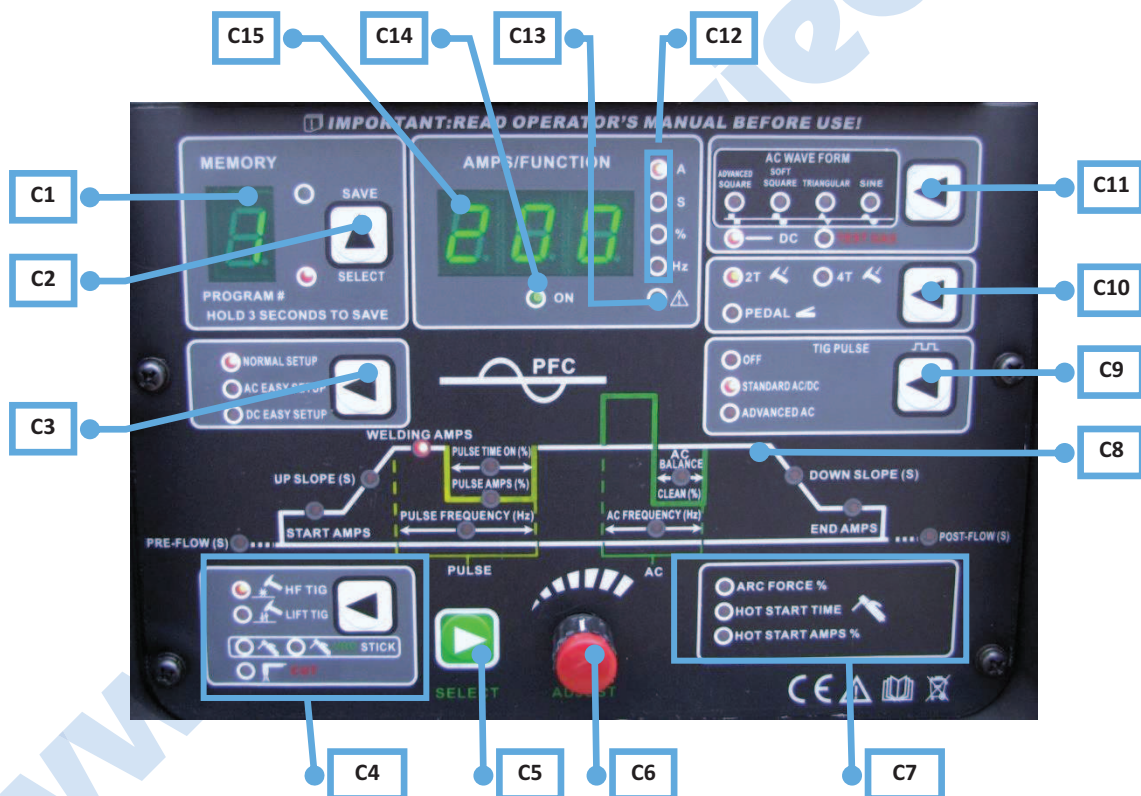 C15
C14
C13
C12
IMPORTANT:READ OPERATOR'S MANUAL BEFORE USE!
MEMORY
SAVE
SELECT
PROGRAM #
HOLD 3 SECONDS TO SAVE
AMPS/FUNCTION
1
200
A
S
%
Hz
ON
AC WAVE FORM
ADVANCED SQUARE
SOFT SQUARE
TRIANGULAR
SINE
DC
C1
C2
C3
C11
C10
C9
C8
2T
4T
PEDAL
NORMAL SETUP
AC EASY SETUP
DC EASY SETUP
PFC
TIG PULSE
OFF
STANDARD AC/DC
ADVANCED AC
WELDING AMPS
PULSE TIME ON (%)
PULSE AMPS (%)
UP SLOPE (S)
START AMPS
PULSE FREQUENCY (Hz)
PRE-FLOW (S)
PULSE
AC BALANCE
CLEAN (%)
AC FREQUENCY (Hz)
AC
DOWN SLOPE (S)
END AMPS
POST-FLOW (S)
HF TIG
LIFT TIG
STICK
CUT
SELECT
ADJUST
ARC FORCE %
HOT START TIME
HOT START AMPS %
CE
C4
C5
C6
C7